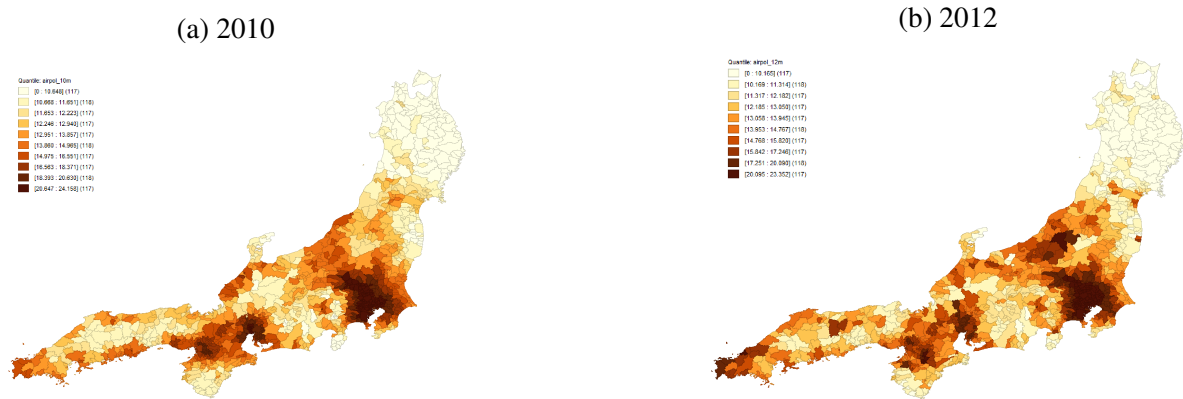 (a) 2010
Quantile: airpol_10m
[0 : 10.648] (117)
[10.668 : 11.651] (118)
[11.653 : 12.223] (117)
[12.246 : 12.940] (117)
[12.951 : 13.857] (117)
[13.860 : 14.965] (118)
[14.975 : 16.551] (117)
[16.563 : 18.371] (117)
[18.393 : 20.630] (118)
[20.647 : 24.158] (117)
(b) 2012
Quantile: airpol_12m
[0 : 10.165] (117)
[10.169 : 11.314] (118)
[11.317 : 12.182] (117)
[12.185 : 13.050] (117)
[13.058 : 13.945] (117)
[13.953 : 14.767] (118)
[14.768 : 15.820] (117)
[15.842 : 17.246] (117)
[17.251 : 20.090] (118)
[20.095 : 23.352] (117)